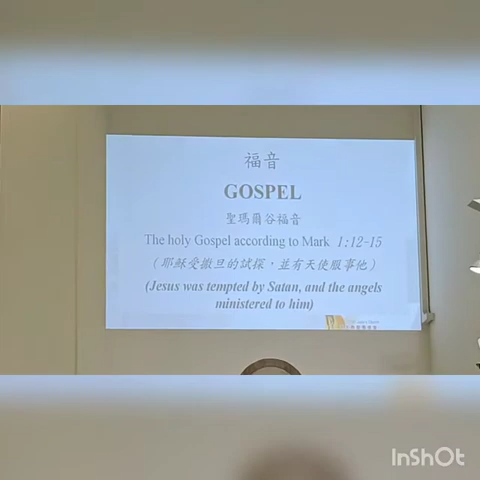 福音
GOSPEL
聖瑪爾谷福音
The holy Gospel according to Mark 1:12-15
（耶穌受撒旦的試探，並有天使服事他）
(Jesus was tempted by Satan, and the angels
ministered to him)
InShOt